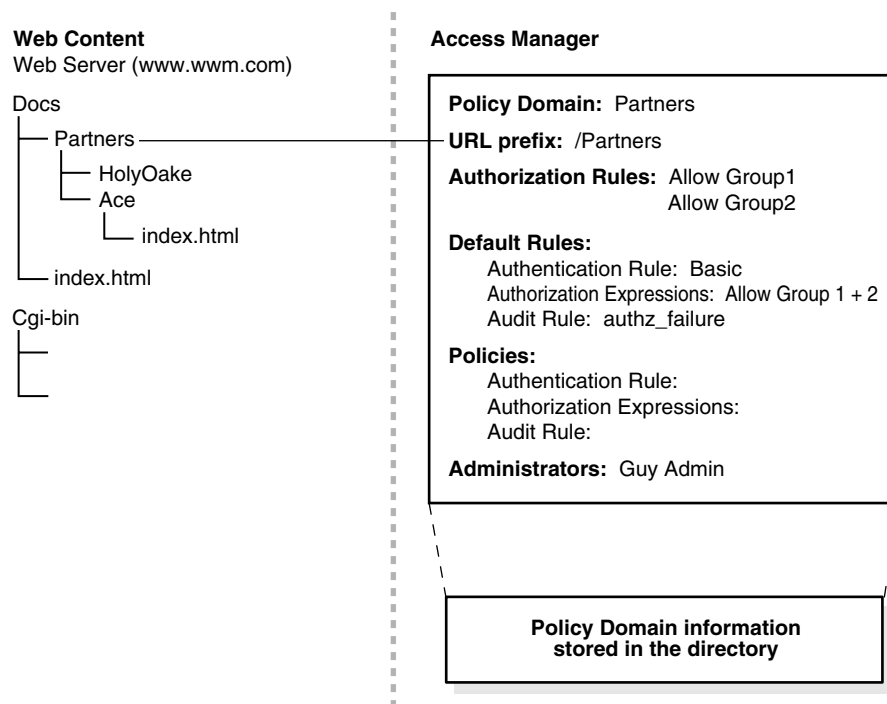 Web Content
Web Server (www.wwm.com)
Docs
Partners
HolyOake
Ace
index.html
index.html
Cgi-bin
Access Manager
Policy Domain: Partners
URL prefix: /Partners
Authorization Rules: Allow Group1
Allow Group2
Default Rules:
Authentication Rule: Basic
Authorization Expressions: Allow Group 1 + 2
Audit Rule: authz_failure
Policies:
Authentication Rule:
Authorization Expressions:
Audit Rule:
Administrators: Guy Admin
Policy Domain information
stored in the directory